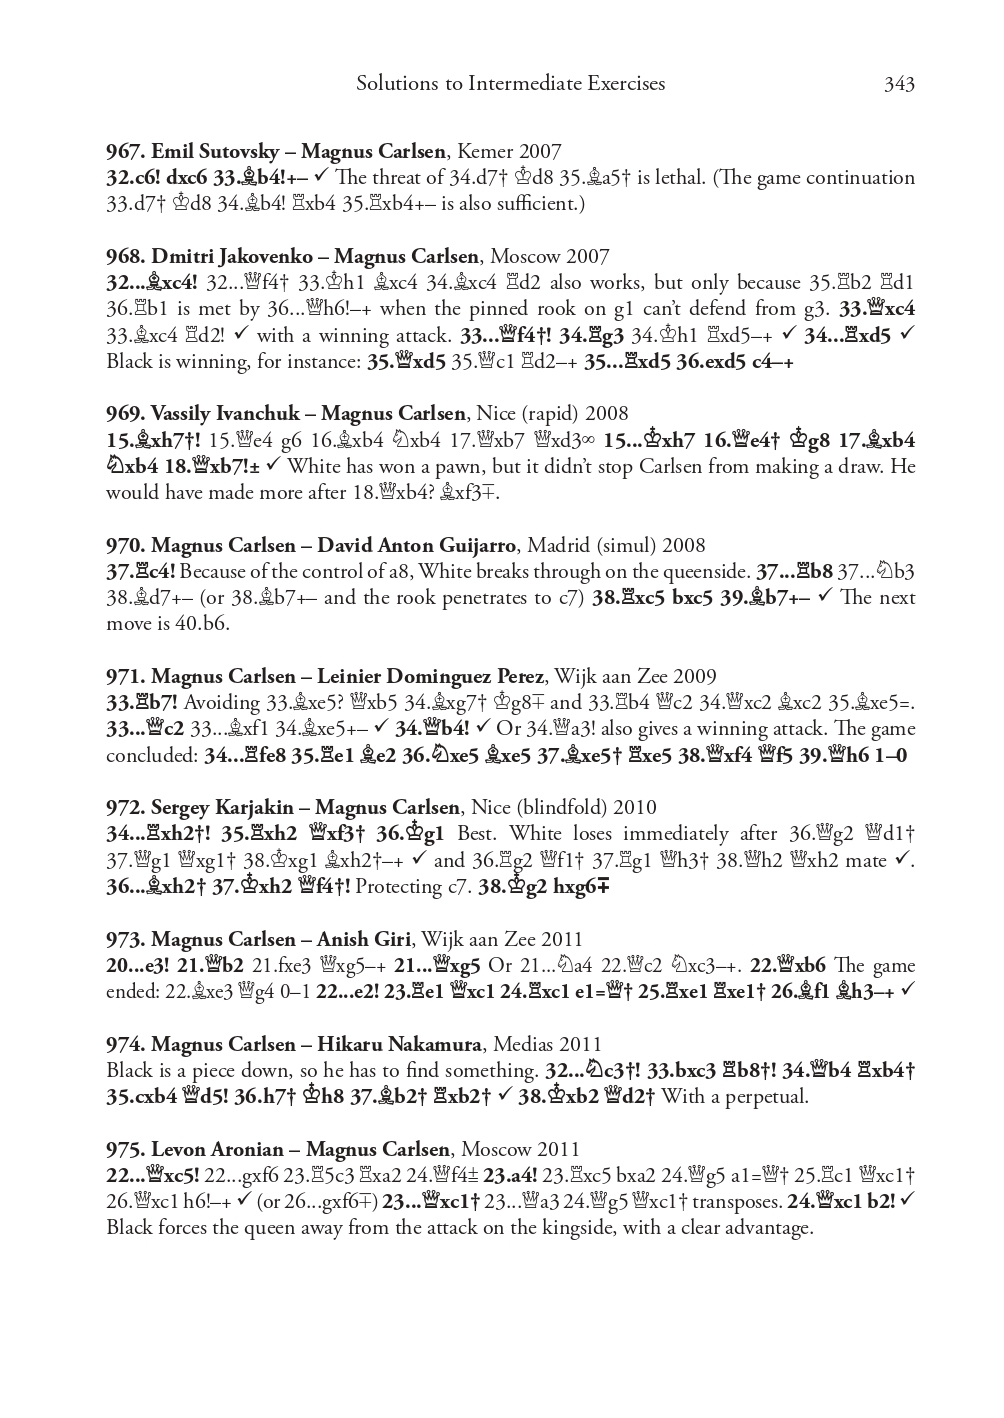 Solutions to Intermediate Exercises 343
967. Emil Sutovsky – Magnus Carlsen, Kemer 2007
32.c6! dxc6 33.♗b4!+– ✓ The threat of 34.d7† ♔d8 35.♗a5† is lethal. (The game continuation
33.d7† ♔d8 34.♗b4! ♖xb4 35.♖xb4+– is also sufficient.)
968. Dmitri Jakovenko – Magnus Carlsen, Moscow 2007
32...♗xc4! 32...♕f4† 33.♔h1 ♗xc4 34.♗xc4 ♖d2 also works, but only because 35.♖b2 ♖d1
36.♖b1 is met by 36...♕h6!–+ when the pinned rook on g1 can’t defend from g3. 33.♕xc4
33.♗xc4 ♖d2! ✓ with a winning attack. 33...♕f4†! 34.♖g3 34.♔h1 ♖xd5–+ ✓ 34...♖xd5 ✓
Black is winning, for instance: 35.♕xd5 35.♕c1 ♖d2–+ 35...♖xd5 36.exd5 c4–+
969. Vassily Ivanchuk – Magnus Carlsen, Nice (rapid) 2008
15.♗xh7†! 15.♕e4 g6 16.♗xb4 ♘xb4 17.♕xb7 ♕xd3∞ 15...♔xh7 16.♕e4† ♔g8 17.♗xb4
♘xb4 18.♕xb7!± ✓ White has won a pawn, but it didn’t stop Carlsen from making a draw. He
would have made more after 18.♕xb4? ♗xf3∓.
970. Magnus Carlsen – David Anton Guijarro, Madrid (simul) 2008
37.♖c4! Because of the control of a8, White breaks through on the queenside. 37...♖b8 37...♘b3
38.♗d7+– (or 38.♗b7+– and the rook penetrates to c7) 38.♖xc5 bxc5 39.♗b7+– ✓ The next
move is 40.b6.
971. Magnus Carlsen – Leinier Dominguez Perez, Wijk aan Zee 2009
33.♖b7! Avoiding 33.♗xe5? ♕xb5 34.♗xg7† ♔g8∓ and 33.♖b4 ♕c2 34.♕xc2 ♗xc2 35.♗xe5=.
33...♕c2 33...♗xf1 34.♗xe5+– ✓ 34.♕b4! ✓ Or 34.♕a3! also gives a winning attack. The game
concluded: 34...♖fe8 35.♖e1 ♗e2 36.♘xe5 ♗xe5 37.♗xe5† ♖xe5 38.♕xf4 ♕f5 39.♕h6 1–0
972. Sergey Karjakin – Magnus Carlsen, Nice (blindfold) 2010
34...♖xh2†! 35.♖xh2 ♕xf3† 36.♔g1 Best. White loses immediately after 36.♕g2 ♕d1†
37.♕g1 ♕xg1† 38.♔xg1 ♗xh2†–+ ✓ and 36.♖g2 ♕f1† 37.♖g1 ♕h3† 38.♕h2 ♕xh2 mate ✓.
36...♗xh2† 37.♔xh2 ♕f4†! Protecting c7. 38.♔g2 hxg6∓
973. Magnus Carlsen – Anish Giri, Wijk aan Zee 2011
20...e3! 21.♕b2 21.fxe3 ♕xg5–+ 21...♕xg5 Or 21...♘a4 22.♕c2 ♘xc3–+. 22.♕xb6 The game
ended: 22.♗xe3 ♕g4 0–1 22...e2! 23.♖e1 ♕xc1 24.♖xc1 e1=♕† 25.♖xe1 ♖xe1† 26.♗f1 ♗h3–+ ✓
974. Magnus Carlsen – Hikaru Nakamura, Medias 2011
Black is a piece down, so he has to find something. 32...♘c3†! 33.bxc3 ♖b8†! 34.♕b4 ♖xb4†
35.cxb4 ♕d5! 36.h7† ♔h8 37.♗b2† ♖xb2† ✓ 38.♔xb2 ♕d2† With a perpetual.
975. Levon Aronian – Magnus Carlsen, Moscow 2011
22...♕xc5! 22...gxf6 23.♖5c3 ♖xa2 24.♕f4± 23.a4! 23.♖xc5 bxa2 24.♕g5 a1=♕† 25.♖c1 ♕xc1†
26.♕xc1 h6!–+ ✓ (or 26...gxf6∓) 23...♕xc1† 23...♕a3 24.♕g5 ♕xc1† transposes. 24.♕xc1 b2! ✓
Black forces the queen away from the attack on the kingside, with a clear advantage.